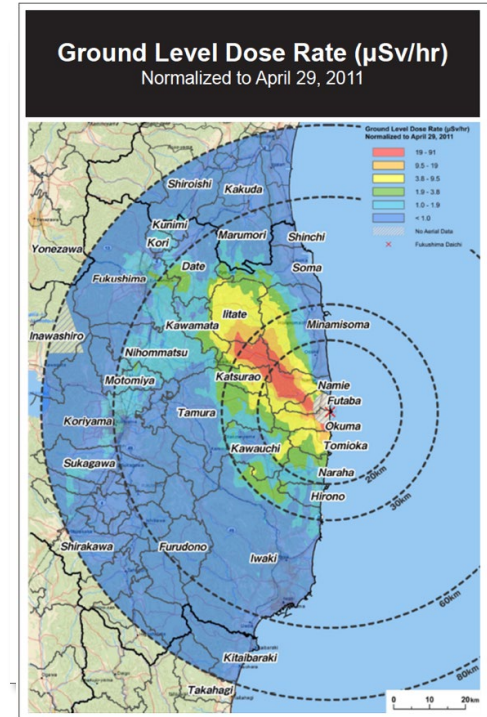 Ground Level Dose Rate (µSv/hr)
Normalized to April 29, 2011
Ground Level Dose Rate (µSv/hr)
Normalized to April 29, 2011
19 - 91
9.5 - 19
3.8 - 9.5
1.9 - 3.8
1.0 - 1.9
< 1.0
No Aerial Data
Fukushima Daiichi
Shiroishi
Kakuda
Kunimi
Yonezawa
Kori
Marumori
Shinchi
Date
Soma
Fukushima
Iitate
Minamisoma
Inawashiro
Kawamata
Nihommatsu
Katsurao
Motomiya
Namie
Futaba
Tamura
Okuma
Koriyama
Kawauchi
Tomioka
Sukagawa
Naraha
20km
Hirono
30km
Shirakawa
Furudono
Iwaki
60km
Kitaibaraki
80km
Takahagi
0 10 20km